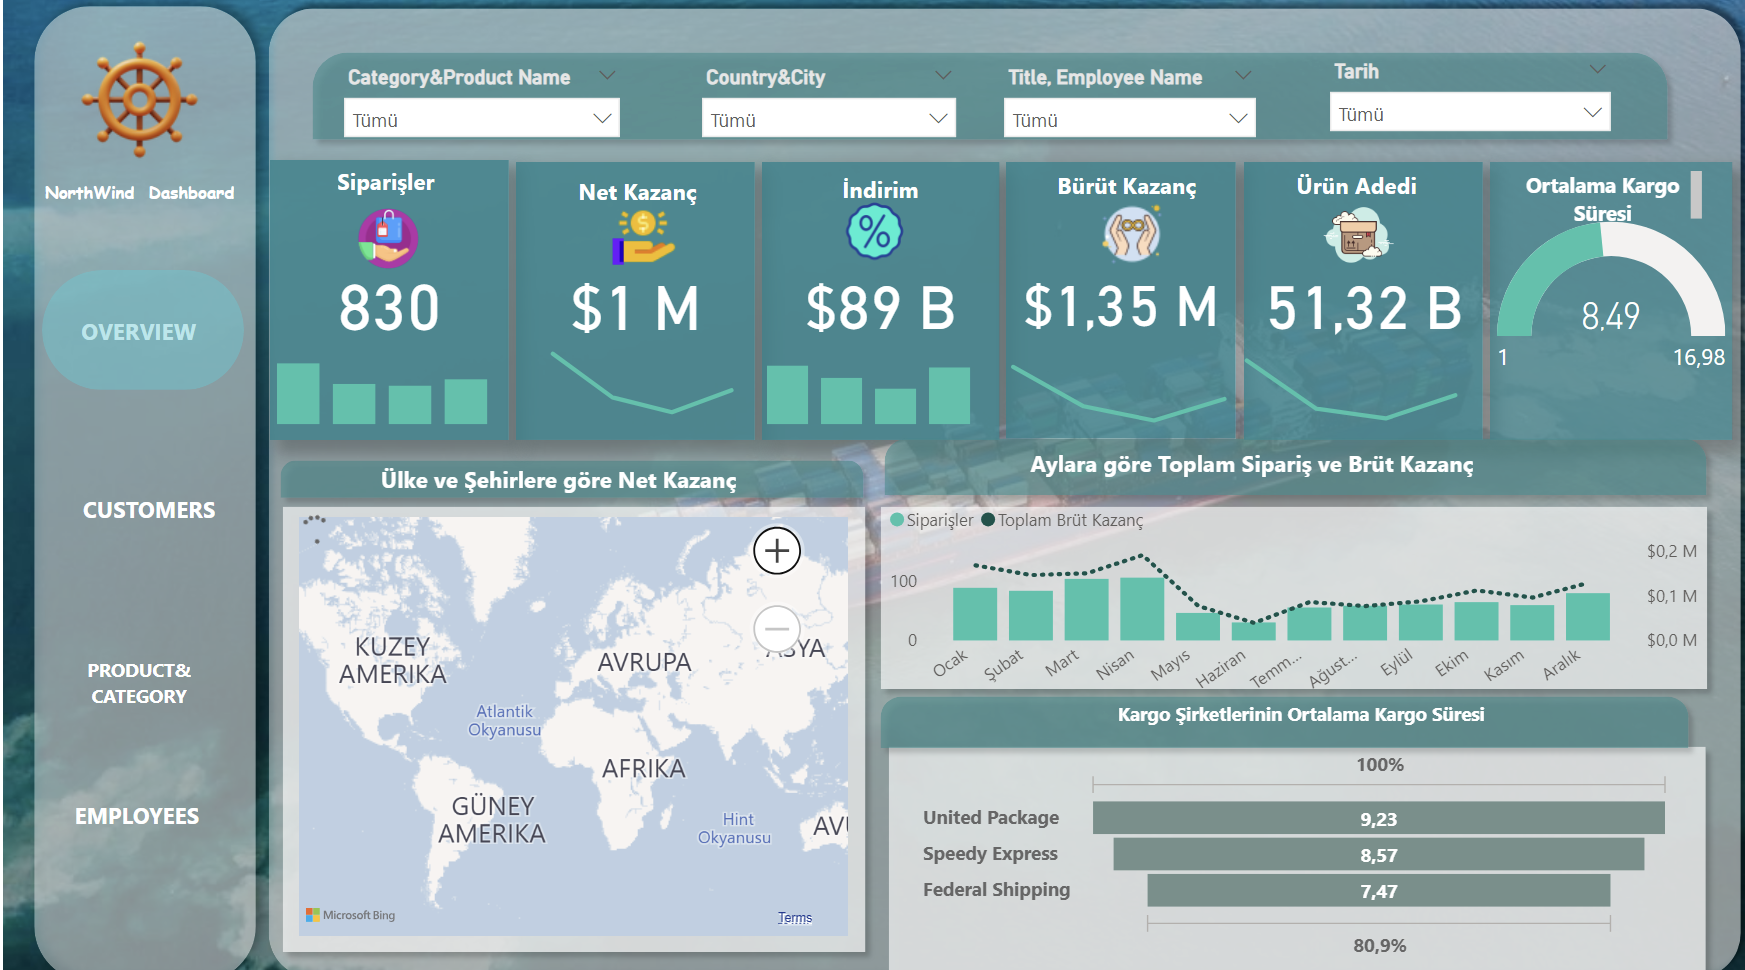 NorthWind Dashboard
OVERVIEW
CUSTOMERS
PRODUCT&
CATEGORY
EMPLOYEES
Category&Product Name
Tümü
Country&City
Tümü
Title, Employee Name
Tümü
Tarih
Tümü
Siparişler
830
Net Kazanç
$1 M
İndirim
%
$89 B
Bürüt Kazanç
$1,35 M
Ürün Adedi
51,32 B
Ortalama Kargo
Süresi
8,49
1
16,98
Ülke ve Şehirlere göre Net Kazanç
KUZEY
AMERIKA
AVRUPA
ASYA
Atlantik
Okyanusu
AFRIKA
GÜNEY
AMERIKA
Hint
Okyanusu
AVU
Microsoft Bing
Terms
Aylara göre Toplam Sipariş ve Brüt Kazanç
Siparişler Toplam Brüt Kazanç
100
0
$0,2 M
$0,1 M
$0,0 M
Ocak
Şubat
Mart
Nisan
Mayıs
Haziran
Temm...
Ağust...
Eylül
Ekim
Kasım
Aralık
Kargo Şirketlerinin Ortalama Kargo Süresi
100%
United Package 9,23
Speedy Express 8,57
Federal Shipping 7,47
80,9%